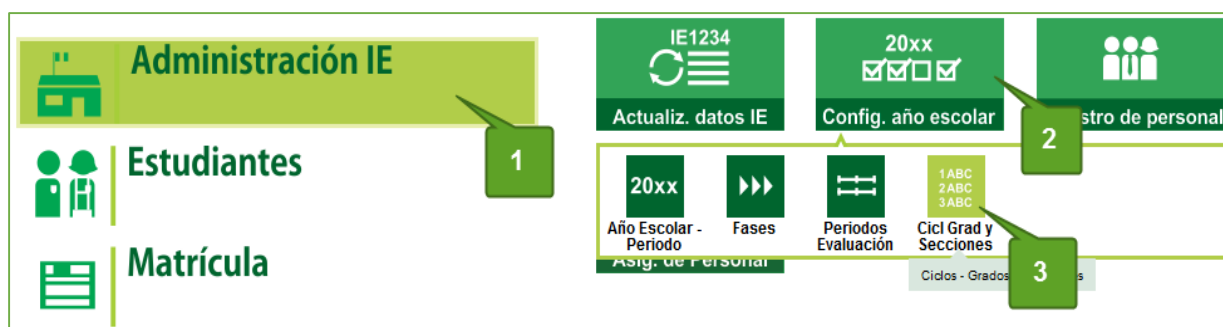 Administración IE
1
Estudiantes
Matrícula
IE1234
Actualiz. datos IE
20xx
Config. año escolar
2
stro de personal
20xx
Año Escolar -
Periodo
Fases
Periodos
Evaluación
1ABC
2ABC
3ABC
Cicl Grad y
Secciones
Asig. de Personal
Ciclos - Grados
3
s